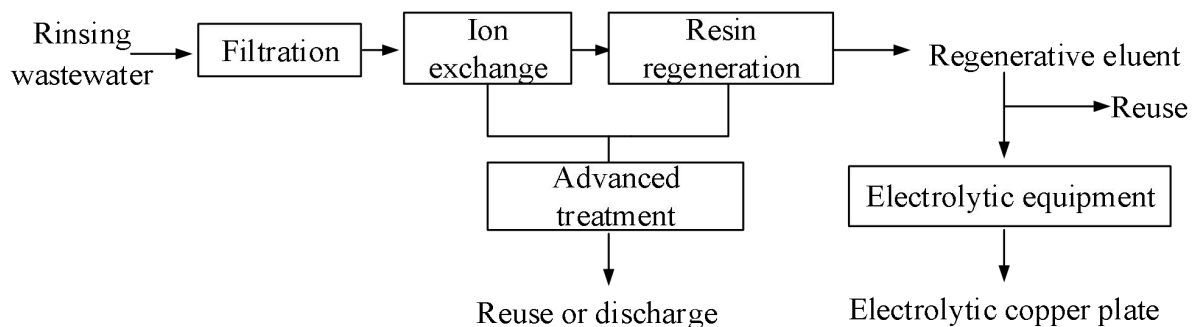 Rinsing
wastewater
Filtration
Ion
exchange
Resin
regeneration
Regenerative eluent
Reuse
Advanced
treatment
Electrolytic equipment
Reuse or discharge
Electrolytic copper plate